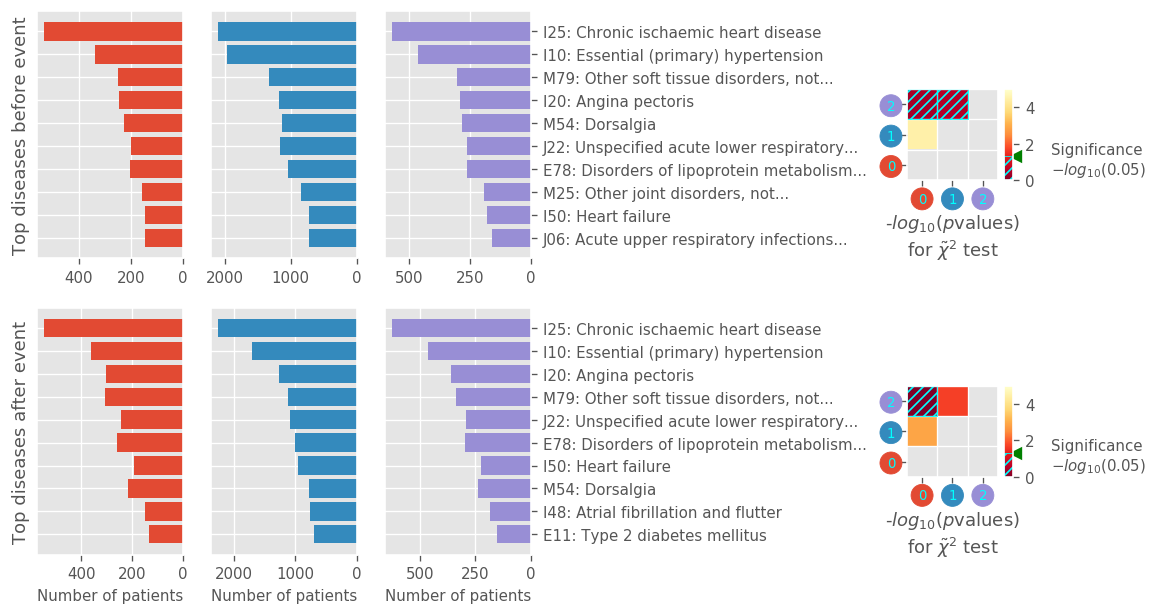 Top diseases before event
I25: Chronic ischaemic heart disease
I10: Essential (primary) hypertension
M79: Other soft tissue disorders, not...
I20: Angina pectoris
M54: Dorsalgia
J22: Unspecified acute lower respiratory...
E78: Disorders of lipoprotein metabolism...
M25: Other joint disorders, not...
I50: Heart failure
J06: Acute upper respiratory infections...
400 200 0
2000 1000 0
500 0
2
1
0
0 1 2
4
2
0
Significance
−log₁₀(0.05)
-log₁₀(pvalues)
for χ̃² test
Top diseases after event
I25: Chronic ischaemic heart disease
I10: Essential (primary) hypertension
I20: Angina pectoris
M79: Other soft tissue disorders, not...
J22: Unspecified acute lower respiratory...
E78: Disorders of lipoprotein metabolism...
I50: Heart failure
M54: Dorsalgia
I48: Atrial fibrillation and flutter
E11: Type 2 diabetes mellitus
400 200 0
2000 1000 0
500 0
Number of patients
Number of patients
Number of patients
2
1
0
0 1 2
4
2
0
Significance
−log₁₀(0.05)
-log₁₀(pvalues)
for χ̃² test